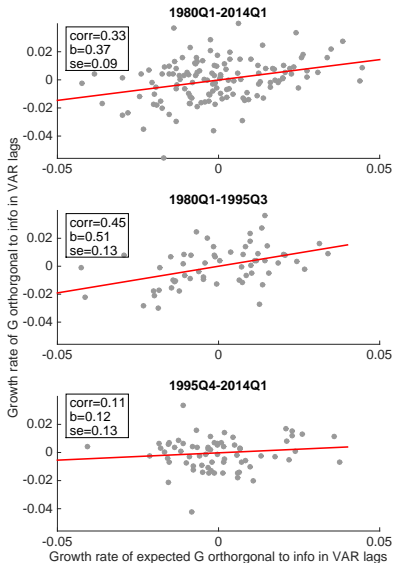 1980Q1-2014Q1
corr=0.33
b=0.37
se=0.09
0.02
0
-0.02
-0.04
-0.05
0
0.05
1980Q1-1995Q3
corr=0.45
b=0.51
se=0.13
0.02
0
-0.02
-0.04
-0.05
0
0.05
1995Q4-2014Q1
corr=0.11
b=0.12
se=0.13
0.02
0
-0.02
-0.04
-0.05
0
0.05
Growth rate of G orthorgonal to info in VAR lags
Growth rate of expected G orthorgonal to info in VAR lags